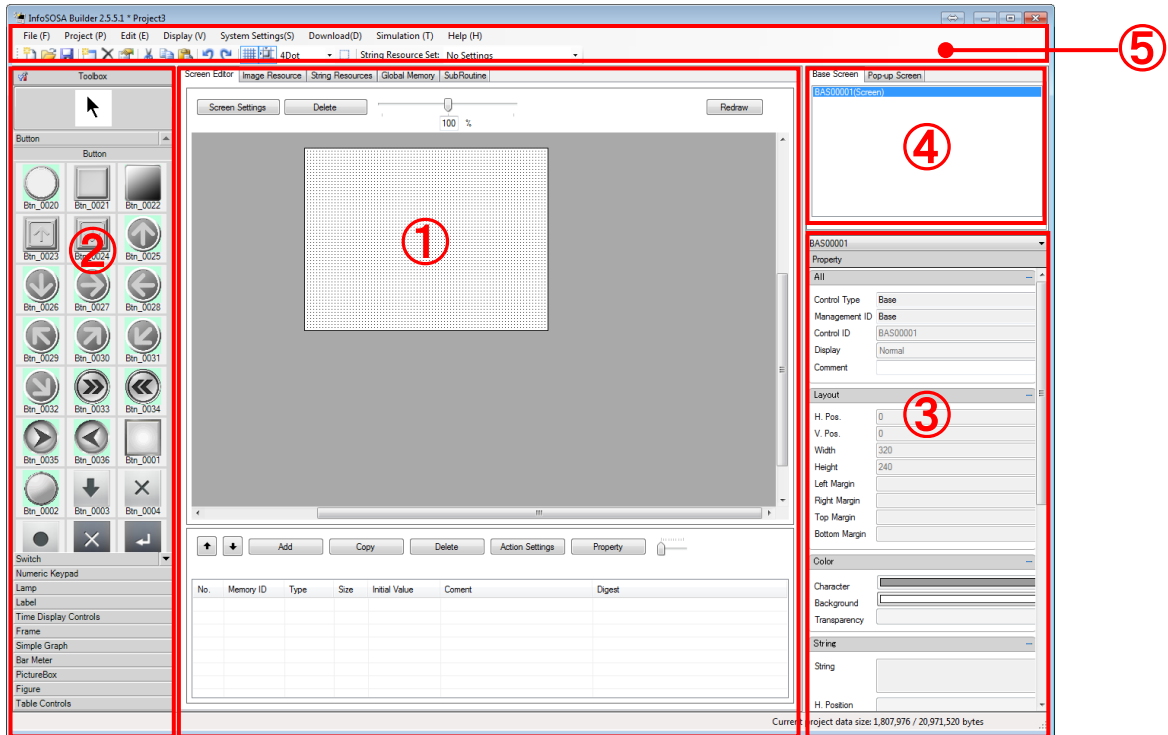 InfoSOSA Builder 2.5.5.1 * Project3
File (F) Project (P) Edit (E) Display (V) System Settings(S) Download(D) Simulation (T) Help (H)
4Dot String Resource Set: No Settings
⑤
Toolbox
Button
Button
Btn_0020 Btn_0021 Btn_0022
Btn_0023 Btn_0024 Btn_0025
②
Btn_0026 Btn_0027 Btn_0028
Btn_0029 Btn_0030 Btn_0031
Btn_0032 Btn_0033 Btn_0034
Btn_0035 Btn_0036 Btn_0001
Btn_0002 Btn_0003 Btn_0004
Switch
Numeric Keypad
Lamp
Label
Time Display Controls
Frame
Simple Graph
Bar Meter
PictureBox
Figure
Table Controls
Screen Editor Image Resource String Resources Global Memory SubRoutine
Screen Settings Delete Redraw
100 %
①
Add Copy Delete Action Settings Property
No. Memory ID Type Size Initial Value Coment Digest
Base Screen Pop-up Screen
BAS00001(Screen)
④
BAS00001
Property
All
Control Type Base
Management ID Base
Control ID BAS00001
Display Normal
Comment
Layout
③
H. Pos. 0
V. Pos. 0
Width 320
Height 240
Left Margin
Right Margin
Top Margin
Bottom Margin
Color
Character
Background
Transparency
String
String
H. Position
Current project data size: 1,807,976 / 20,971,520 bytes